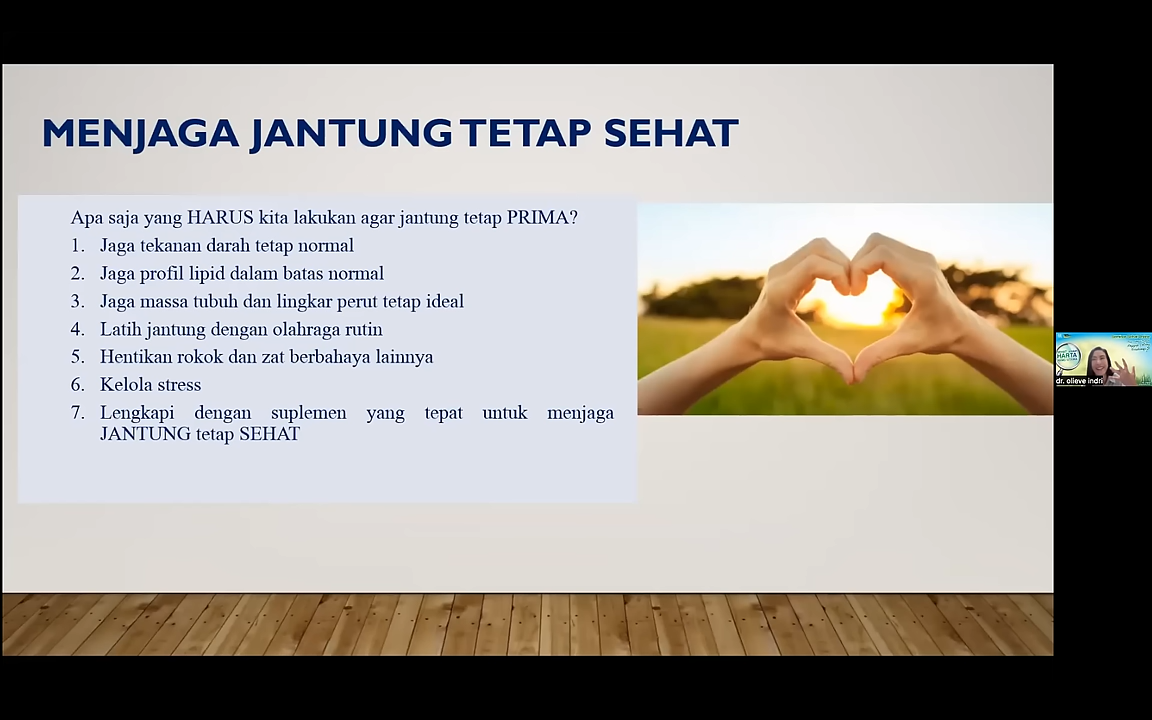 MENJAGA JANTUNG TETAP SEHAT
Apa saja yang HARUS kita lakukan agar jantung tetap PRIMA?
1. Jaga tekanan darah tetap normal
2. Jaga profil lipid dalam batas normal
3. Jaga massa tubuh dan lingkar perut tetap ideal
4. Latih jantung dengan olahraga rutin
5. Hentikan rokok dan zat berbahaya lainnya
6. Kelola stress
7. Lengkapi dengan suplemen yang tepat untuk menjaga
JANTUNG tetap SEHAT
HARTA
dr. olieve indri